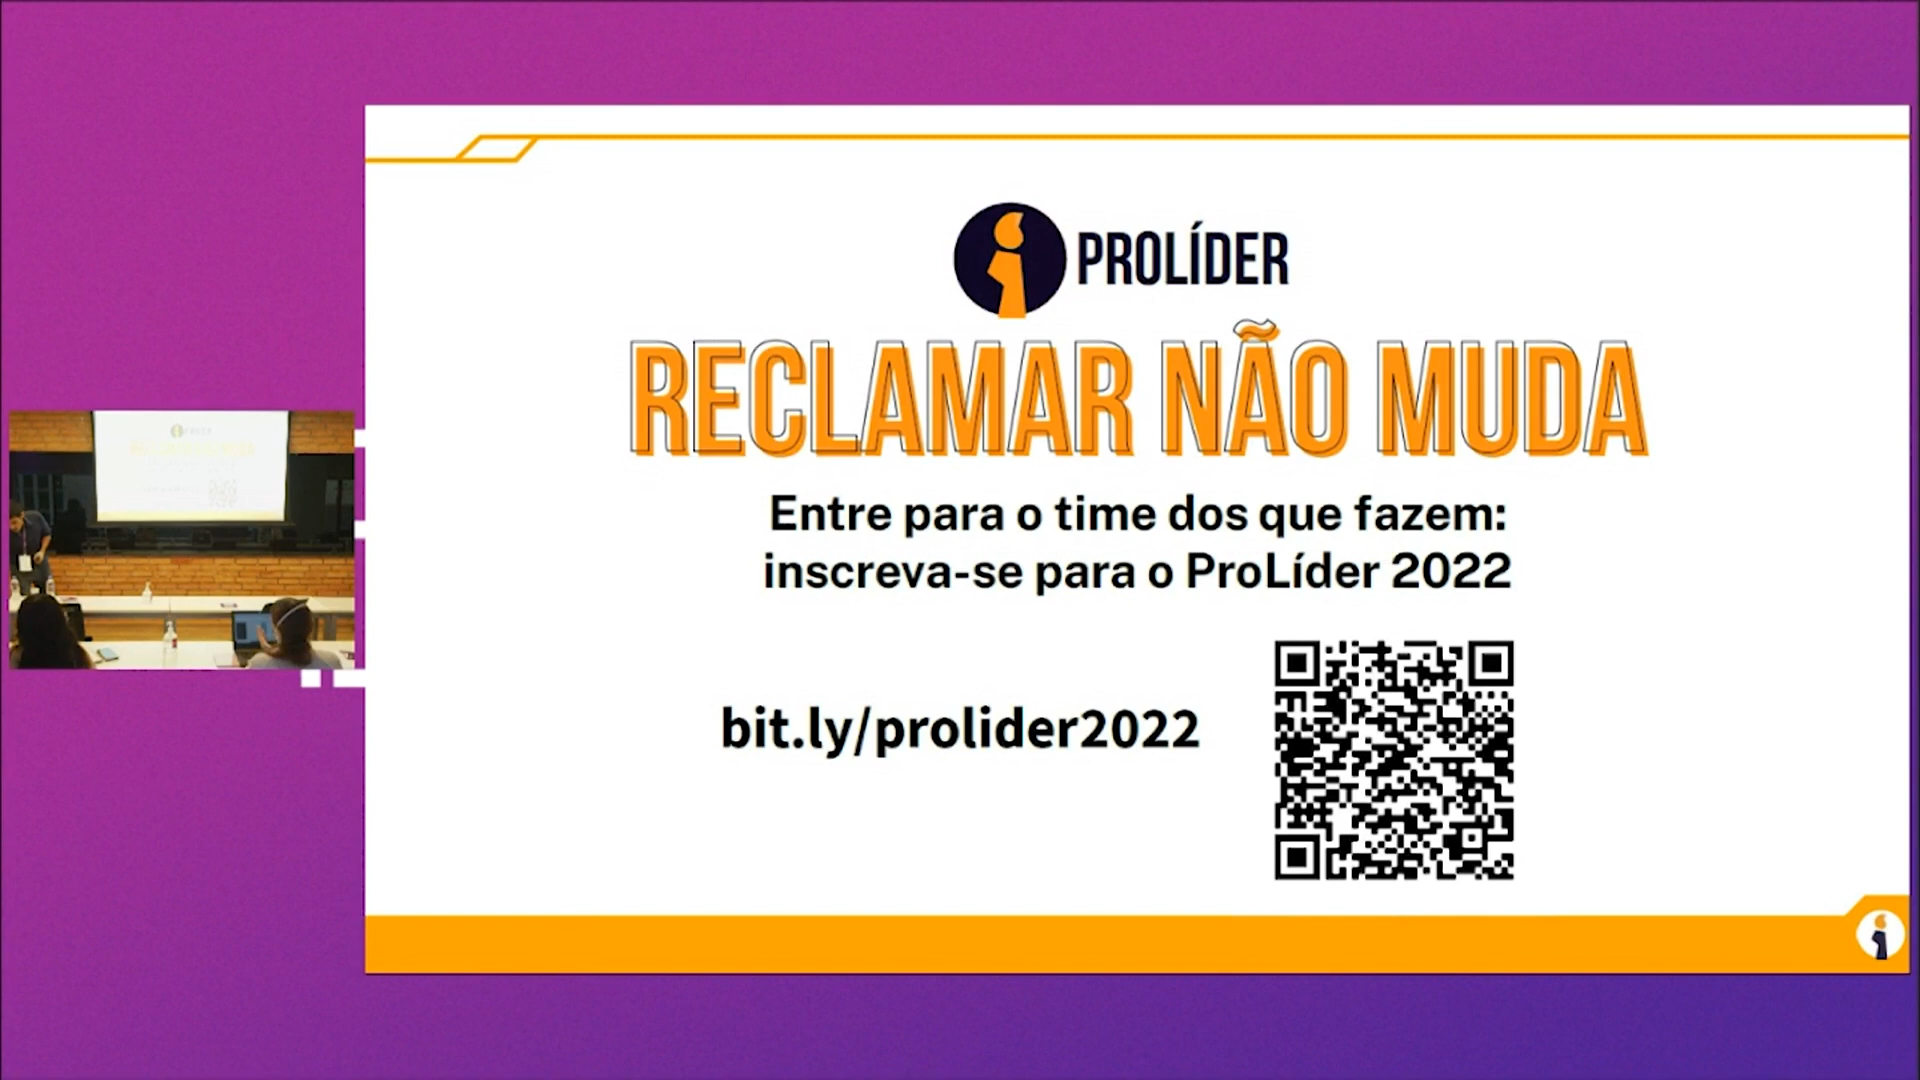 PROLÍDER
RECLAMAR NÃO MUDA
Entre para o time dos que fazem:
inscreva-se para o ProLíder 2022
bit.ly/prolider2022